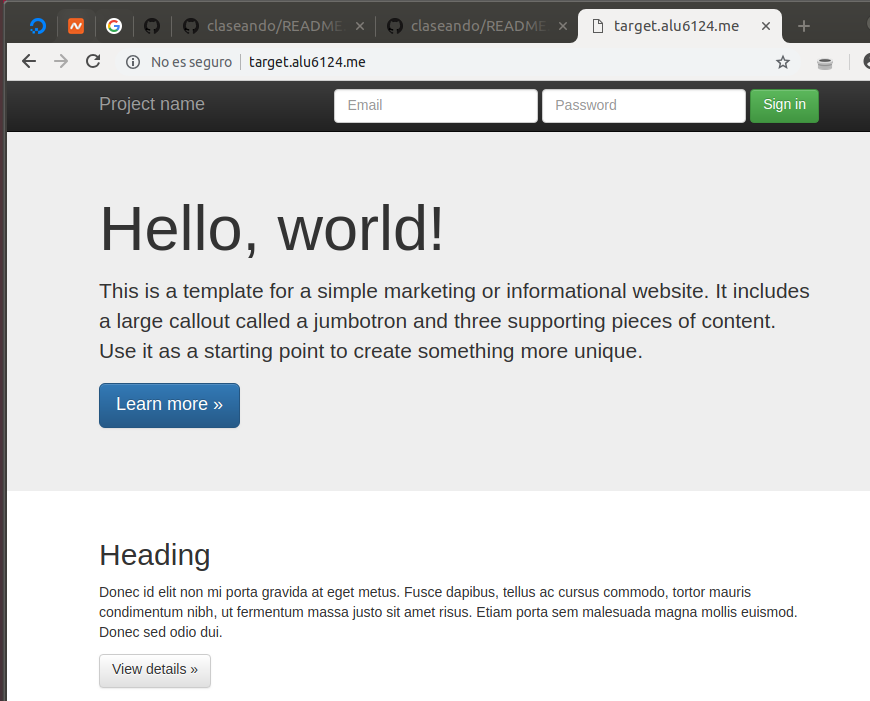 claseando/README
claseando/README
target.alu6124.me
No es seguro
target.alu6124.me
Project name
Email
Password
Sign in
Hello, world!
This is a template for a simple marketing or informational website. It includes
a large callout called a jumbotron and three supporting pieces of content.
Use it as a starting point to create something more unique.
Learn more »
Heading
Donec id elit non mi porta gravida at eget metus. Fusce dapibus, tellus ac cursus commodo, tortor mauris
condimentum nibh, ut fermentum massa justo sit amet risus. Etiam porta sem malesuada magna mollis euismod.
Donec sed odio dui.
View details »